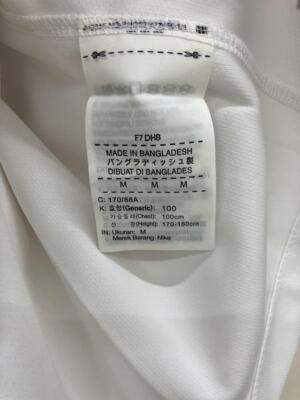 F7 DHB
MADE IN BANGLADESH
バングラディッシュ製
DIBUAT DI BANGLADES
M M M
C: 170/88A
K: 호칭(Generic): 100
가슴둘레(Chest): 100cm
신 장(Height): 170-180cm
IN: Ukuran: M
Merek Barang: Nike